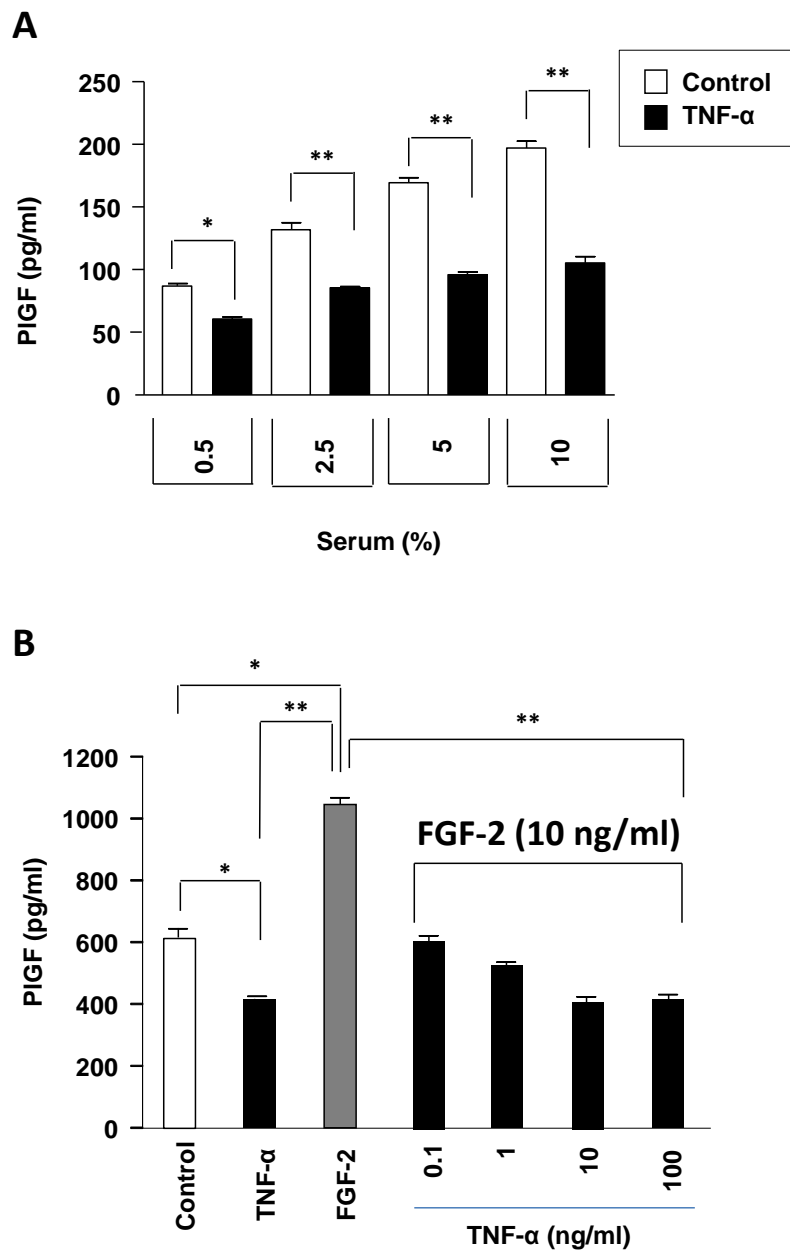 A
Control
TNF-α
250
200
150
100
50
0
PlGF (pg/ml)
*
**
**
**
0.5
2.5
5
10
Serum (%)
B
*
**
**
*
1200
1000
800
600
400
200
0
PlGF (pg/ml)
FGF-2 (10 ng/ml)
Control
TNF-α
FGF-2
0.1
1
10
100
TNF-α (ng/ml)